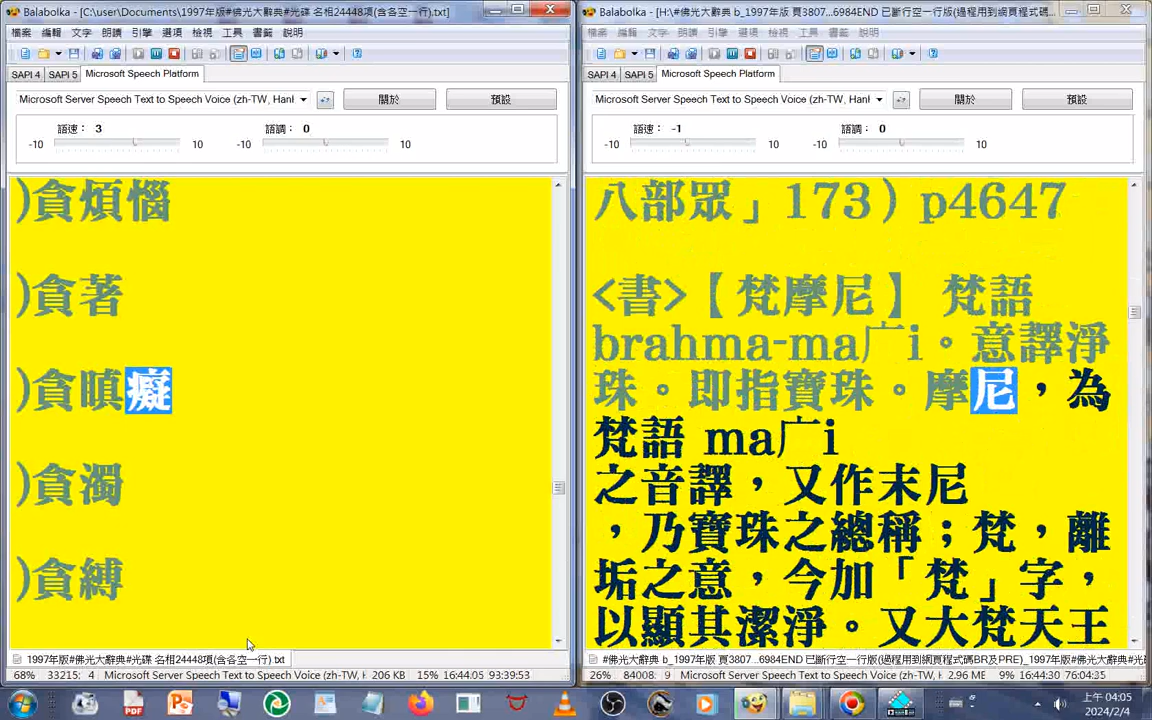 Balabolka - [C:\user\Documents\1997年版#佛光大辭典#光碟 名相24448項(含各空一行).txt]
檔案 編輯 文字 朗讀 引擎 選項 檢視 工具 書籤 說明
SAPI 4 SAPI 5 Microsoft Speech Platform
Microsoft Server Speech Text to Speech Voice (zh-TW, Han 關於 預設
語速： 3 語調： 0
-10 10 -10 10
)貪煩惱
)貪著
)貪瞋癡
)貪濁
)貪縛
1997年版#佛光大辭典#光碟 名相24448項(含各空一行).txt
68% 33215: 4 Microsoft Server Speech Text to Speech Voice (zh-TW, H 206 KB 15% 16:44:05 93:39:53
Balabolka - [H:\#佛光大辭典 b_1997年版 頁3807...6984END 已斷行空一行版(過程用到網頁程式碼
檔案 編輯 文字 朗讀 引擎 選項 檢視 工具 書籤 說明
SAPI 4 SAPI 5 Microsoft Speech Platform
Microsoft Server Speech Text to Speech Voice (zh-TW, Han 關於 預設
語速： -1 語調： 0
-10 10 -10 10
八部眾」173）p4647
<書>【梵摩尼】 梵語
brahma-ma广i。意譯淨
珠。即指寶珠。摩尼，為
梵語 ma广i
之音譯，又作末尼
，乃寶珠之總稱；梵，離
垢之意，今加「梵」字，
以顯其潔淨。又大梵天王
#佛光大辭典 b_1997年版 頁3807...6984END 已斷行空一行版(過程用到網頁程式碼BR及PRE)_1997年版#佛光
26% 84008: 9 Microsoft Server Speech Text to Speech Voice (zh-TW, H 2.96 ME 9% 16:44:30 76:04:35
上午 04:05
2024/2/4